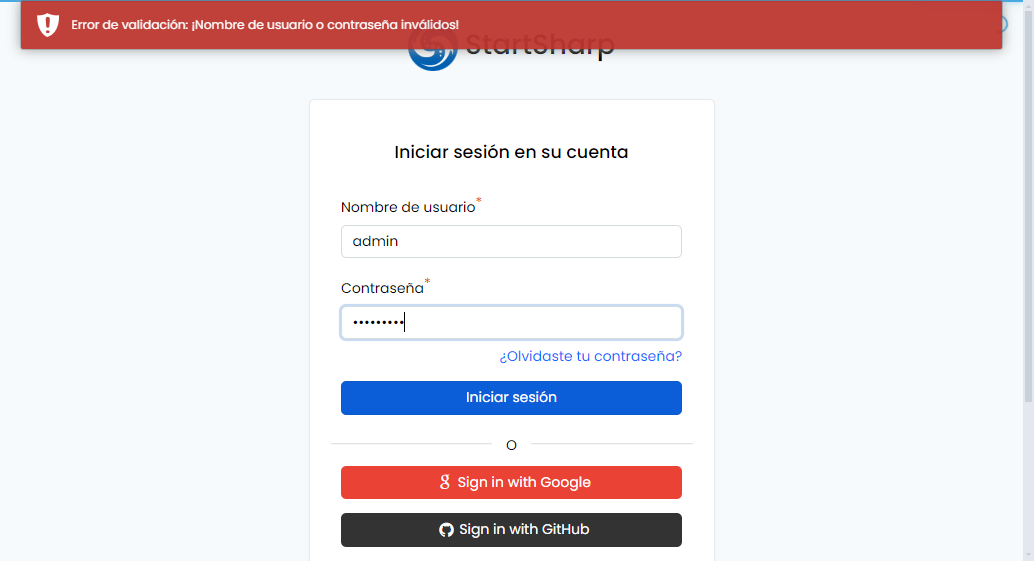 Error de validación: ¡Nombre de usuario o contraseña inválidos!
StartSharp
Iniciar sesión en su cuenta
Nombre de usuario*
admin
Contraseña*
•••••••••
¿Olvidaste tu contraseña?
Iniciar sesión
O
Sign in with Google
Sign in with GitHub